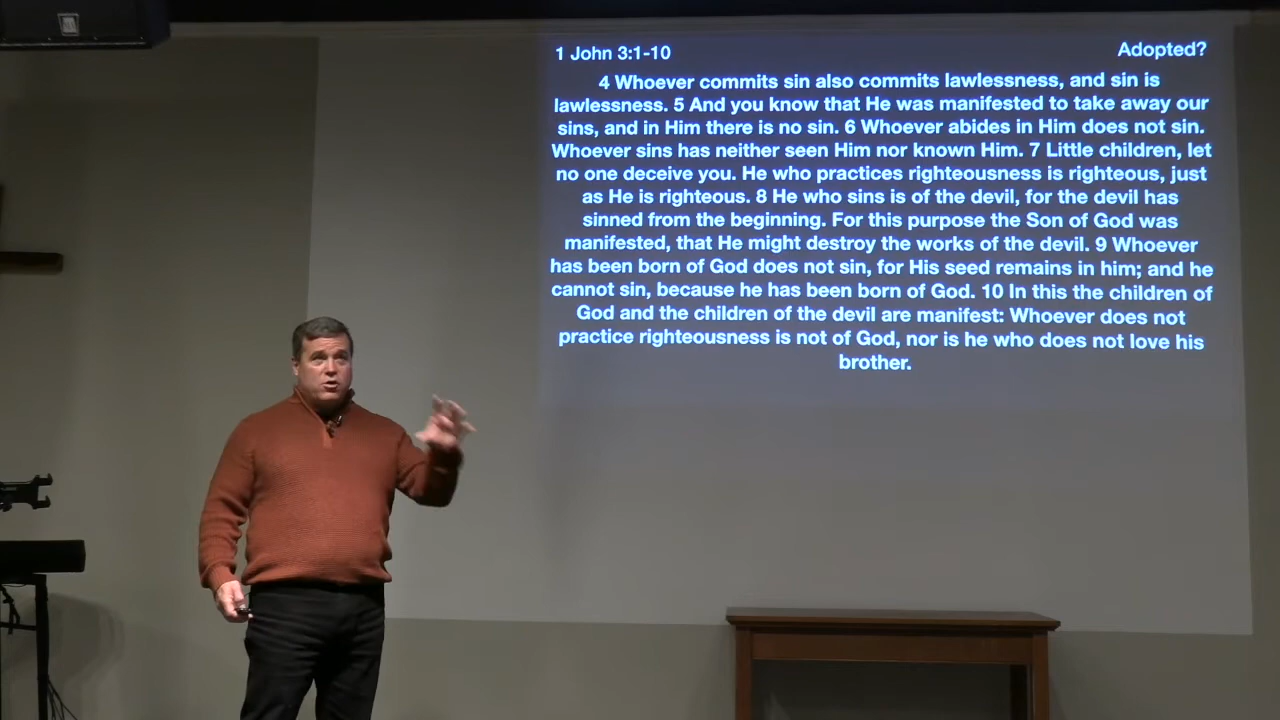 1 John 3:1-10 Adopted?
4 Whoever commits sin also commits lawlessness, and sin is
lawlessness. 5 And you know that He was manifested to take away our
sins, and in Him there is no sin. 6 Whoever abides in Him does not sin.
Whoever sins has neither seen Him nor known Him. 7 Little children, let
no one deceive you. He who practices righteousness is righteous, just
as He is righteous. 8 He who sins is of the devil, for the devil has
sinned from the beginning. For this purpose the Son of God was
manifested, that He might destroy the works of the devil. 9 Whoever
has been born of God does not sin, for His seed remains in him; and he
cannot sin, because he has been born of God. 10 In this the children of
God and the children of the devil are manifest: Whoever does not
practice righteousness is not of God, nor is he who does not love his
brother.